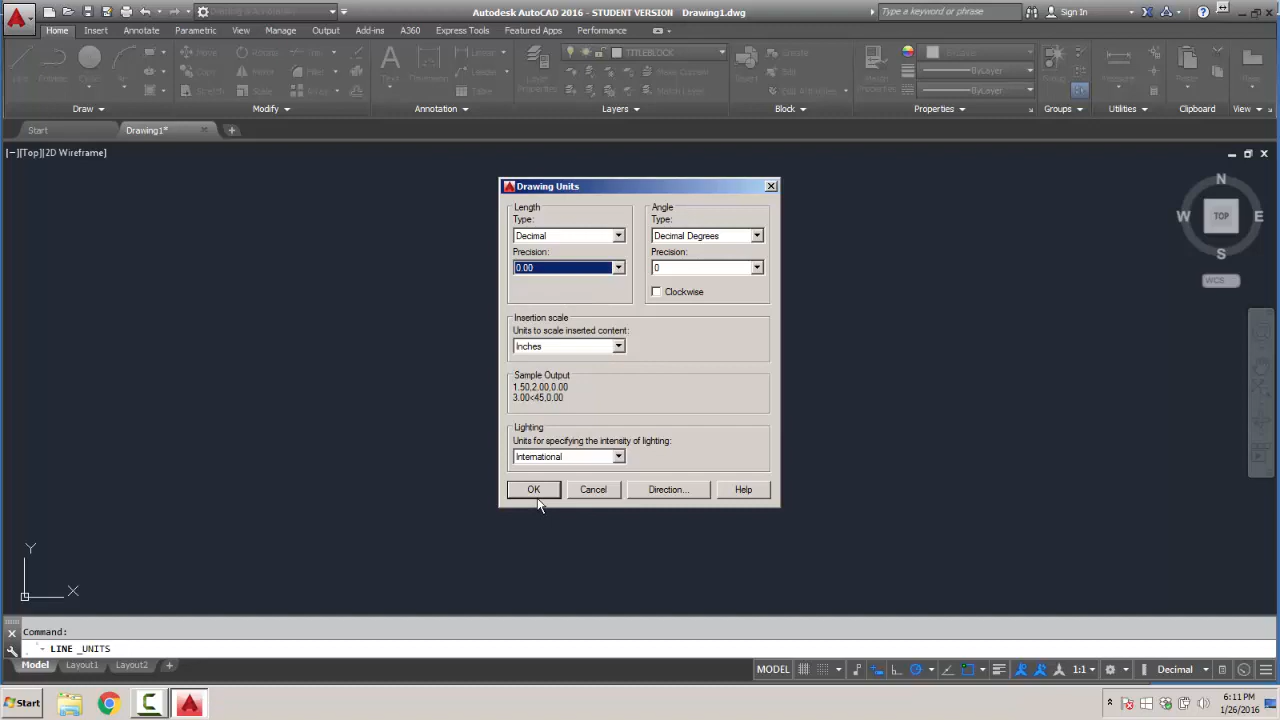 Autodesk AutoCAD 2016 - STUDENT VERSION Drawing1.dwg
Type a keyword or phrase
Sign In
Home Insert Annotate Parametric View Manage Output Add-ins A360 Express Tools Featured Apps Performance
TITLEBLOCK
Draw Modify Annotation Layers Block Properties Groups Utilities Clipboard View
Start Drawing1* +
[−][Top][2D Wireframe]
N
W TOP E
S
WCS
Drawing Units
Length
Type:
Decimal
Precision:
0.00
Angle
Type:
Decimal Degrees
Precision:
0
Clockwise
Insertion scale
Units to scale inserted content:
Inches
Sample Output
1.50,2.00,0.00
3.00<45,0.00
Lighting
Units for specifying the intensity of lighting:
International
OK Cancel Direction... Help
Y
X
Command:
LINE _UNITS
Model Layout1 Layout2 +
MODEL 1:1 Decimal
Start
6:11 PM
1/26/2016